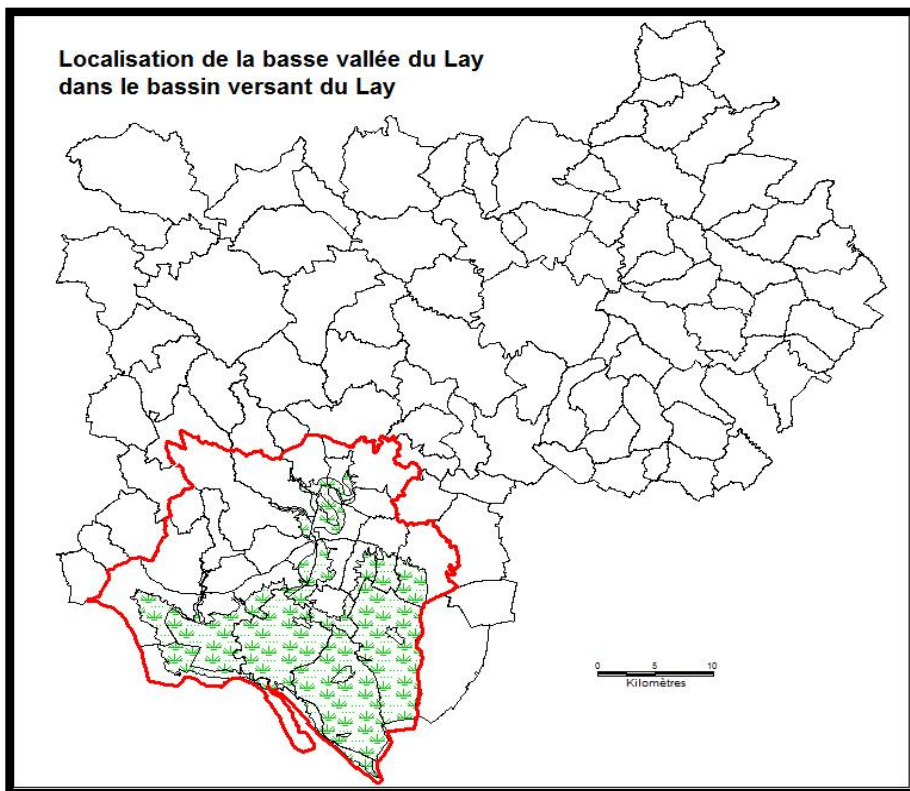 Localisation de la basse vallée du Lay
dans le bassin versant du Lay
0 5 10
Kilomètres